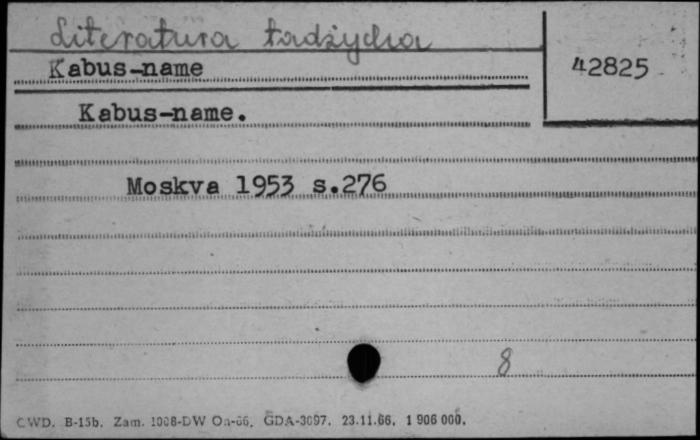 Literatura tadżycka
Kabus-name
42825
Kabus-name.
Moskva 1953 s.276
8
CWD. B-15b. Zam. 1008-DW Oa-66. GDA-3097. 23.11.66. 1 906 000.